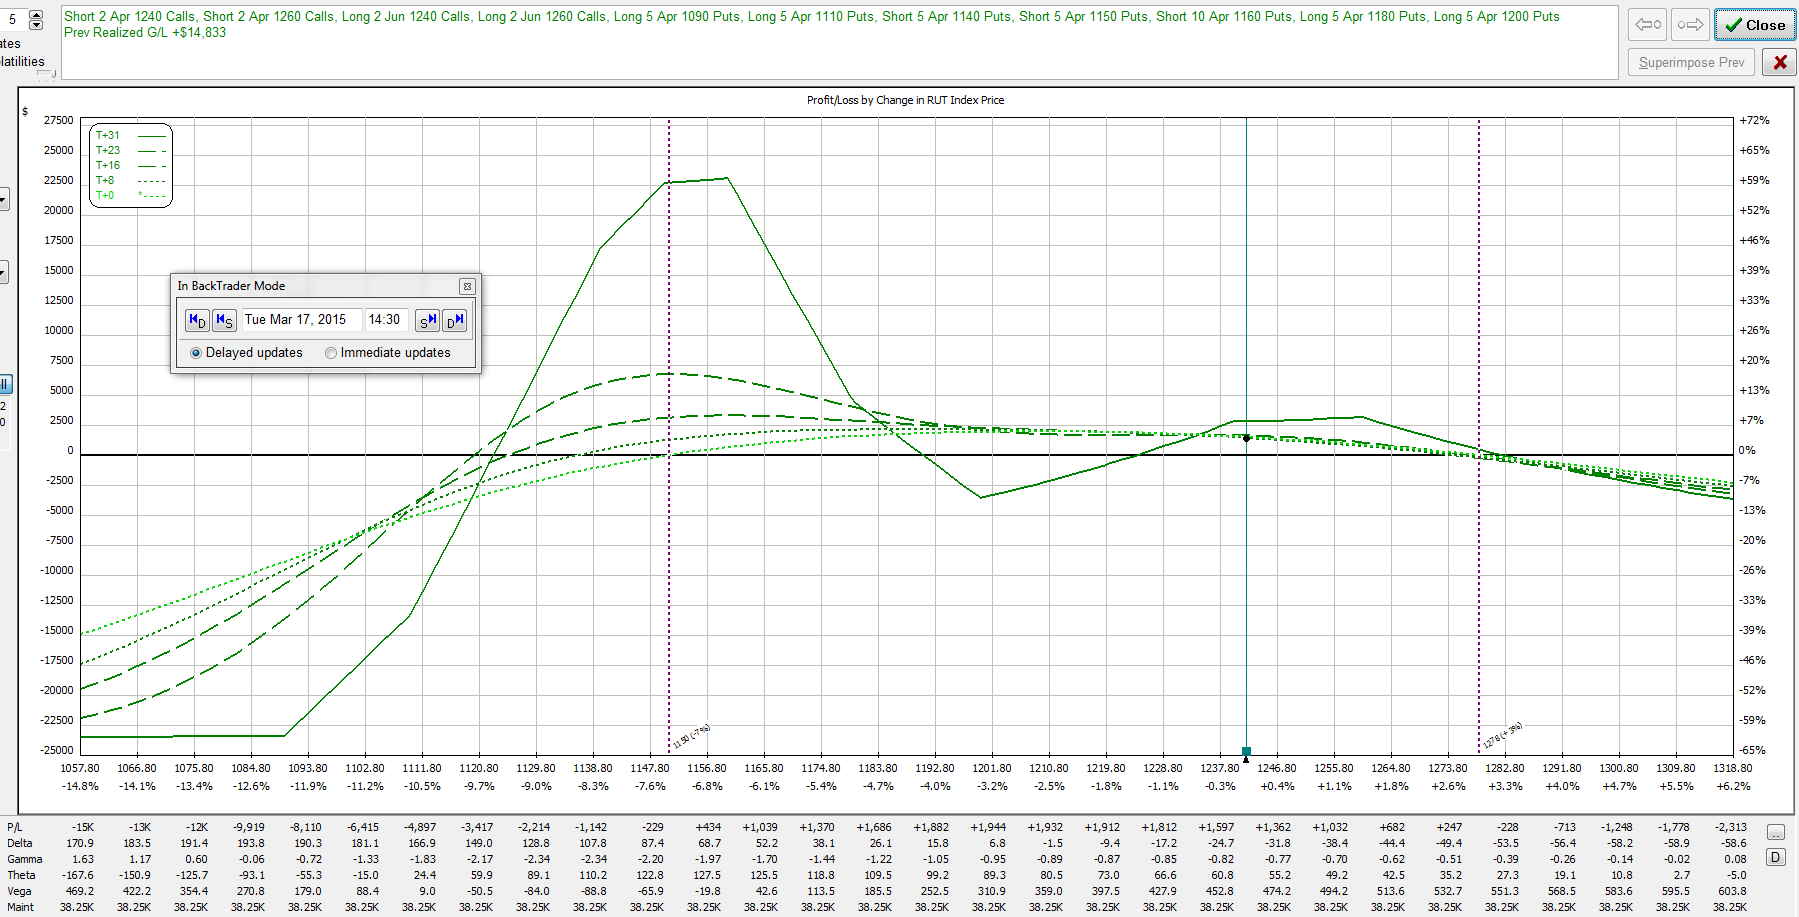 5
Short 2 Apr 1240 Calls, Short 2 Apr 1260 Calls, Long 2 Jun 1240 Calls, Long 2 Jun 1260 Calls, Long 5 Apr 1090 Puts, Long 5 Apr 1110 Puts, Short 5 Apr 1140 Puts, Short 5 Apr 1150 Puts, Short 10 Apr 1160 Puts, Long 5 Apr 1180 Puts, Long 5 Apr 1200 Puts
Prev Realized G/L +$14,833
ates
latilities
Close
Superimpose Prev
Profit/Loss by Change in RUT Index Price
$
27500 +72%
25000 +65%
22500 +59%
20000 +52%
17500 +46%
15000 +39%
12500 +33%
10000 +26%
7500 +20%
5000 +13%
2500 +7%
0 0%
-2500 -7%
-5000 -13%
-7500 -20%
-10000 -26%
-12500 -33%
-15000 -39%
-17500 -46%
-20000 -52%
-22500 -59%
-25000 -65%
T+31
T+23
T+16
T+8
T+0 *
In BackTrader Mode
D S Tue Mar 17, 2015 14:30 S D
Delayed updates Immediate updates
ll
2
0
1150 (-7%)
1278 (+3%)
1057.80 1066.80 1075.80 1084.80 1093.80 1102.80 1111.80 1120.80 1129.80 1138.80 1147.80 1156.80 1165.80 1174.80 1183.80 1192.80 1201.80 1210.80 1219.80 1228.80 1237.80 1246.80 1255.80 1264.80 1273.80 1282.80 1291.80 1300.80 1309.80 1318.80
-14.8% -14.1% -13.4% -12.6% -11.9% -11.2% -10.5% -9.7% -9.0% -8.3% -7.6% -6.8% -6.1% -5.4% -4.7% -4.0% -3.2% -2.5% -1.8% -1.1% -0.3% +0.4% +1.1% +1.8% +2.6% +3.3% +4.0% +4.7% +5.5% +6.2%
P/L -15K -13K -12K -9,919 -8,110 -6,415 -4,897 -3,417 -2,214 -1,142 -229 +434 +1,039 +1,370 +1,686 +1,882 +1,944 +1,932 +1,912 +1,812 +1,597 +1,362 +1,032 +682 +247 -228 -713 -1,248 -1,778 -2,313
Delta 170.9 183.5 191.4 193.8 190.3 181.1 166.9 149.0 128.8 107.8 87.4 68.7 52.2 38.1 26.1 15.8 6.8 -1.5 -9.4 -17.2 -24.7 -31.8 -38.4 -44.4 -49.4 -53.5 -56.4 -58.2 -58.9 -58.6
Gamma 1.63 1.17 0.60 -0.06 -0.72 -1.33 -1.83 -2.17 -2.34 -2.34 -2.20 -1.97 -1.70 -1.44 -1.22 -1.05 -0.95 -0.89 -0.87 -0.85 -0.82 -0.77 -0.70 -0.62 -0.51 -0.39 -0.26 -0.14 -0.02 0.08
Theta -167.6 -150.9 -125.7 -93.1 -55.3 -15.0 24.4 59.9 89.1 110.2 122.8 127.5 125.5 118.8 109.5 99.2 89.3 80.5 73.0 66.6 60.8 55.2 49.2 42.5 35.2 27.3 19.1 10.8 2.7 -5.0
Vega 469.2 422.2 354.4 270.8 179.0 88.4 9.0 -50.5 -84.0 -88.8 -65.9 -19.8 42.6 113.5 185.5 252.5 310.9 359.0 397.5 427.9 452.8 474.2 494.2 513.6 532.7 551.3 568.5 583.6 595.5 603.8
Maint 38.25K 38.25K 38.25K 38.25K 38.25K 38.25K 38.25K 38.25K 38.25K 38.25K 38.25K 38.25K 38.25K 38.25K 38.25K 38.25K 38.25K 38.25K 38.25K 38.25K 38.25K 38.25K 38.25K 38.25K 38.25K 38.25K 38.25K 38.25K 38.25K 38.25K
...
D